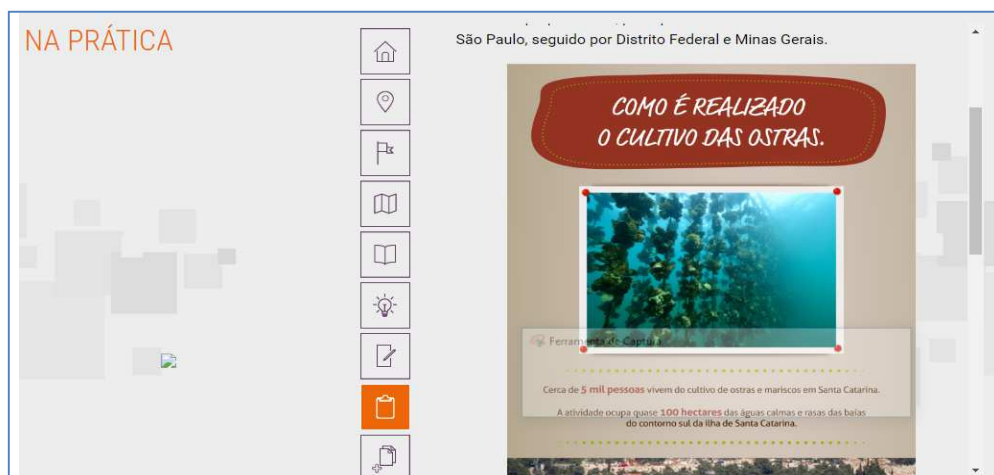 NA PRÁTICA
São Paulo, seguido por Distrito Federal e Minas Gerais.
COMO É REALIZADO
O CULTIVO DAS OSTRAS.
Ferramenta de Captura
Cerca de 5 mil pessoas vivem do cultivo de ostras e mariscos em Santa Catarina.
A atividade ocupa quase 100 hectares das águas calmas e rasas das baías
do contorno sul da ilha de Santa Catarina.